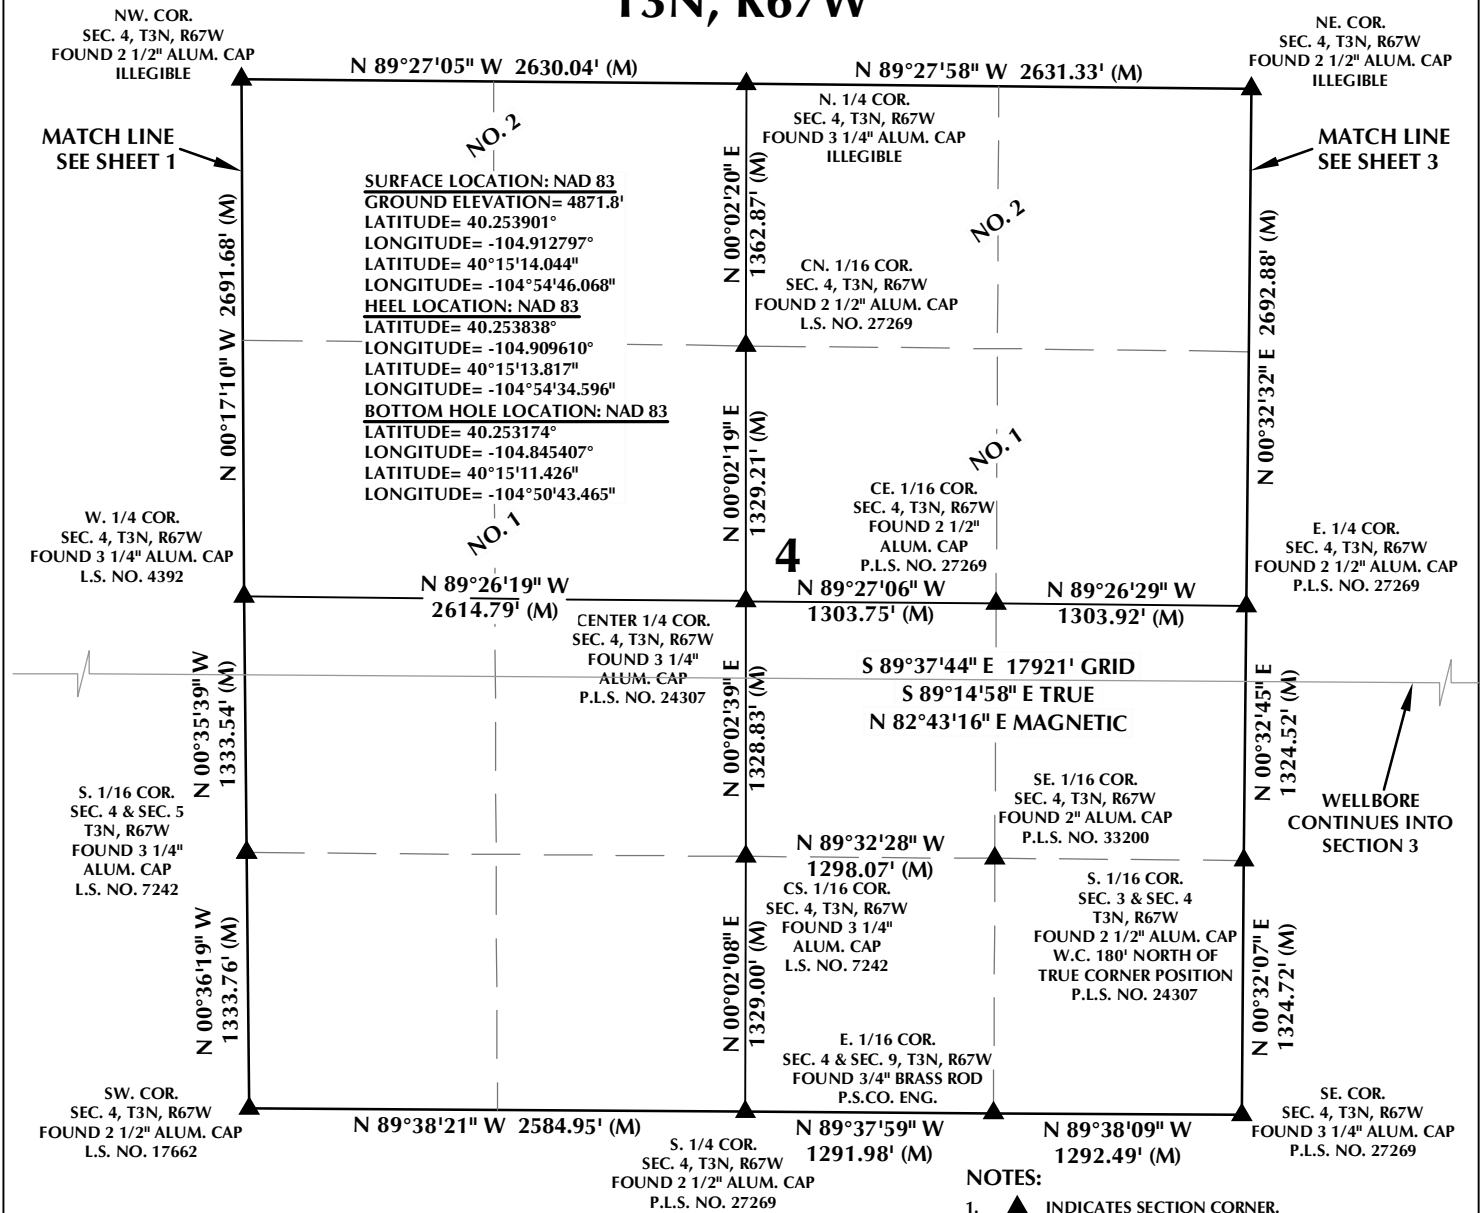 T3N, R67W
NW. COR.
SEC. 4, T3N, R67W
FOUND 2 1/2" ALUM. CAP
ILLEGIBLE
N 89°27'05" W 2630.04' (M)
N 89°27'58" W 2631.33' (M)
NE. COR.
SEC. 4, T3N, R67W
FOUND 2 1/2" ALUM. CAP
ILLEGIBLE
N. 1/4 COR.
SEC. 4, T3N, R67W
FOUND 3 1/4" ALUM. CAP
ILLEGIBLE
MATCH LINE
SEE SHEET 1
MATCH LINE
SEE SHEET 3
NO. 2
NO. 2
SURFACE LOCATION: NAD 83
GROUND ELEVATION= 4871.8'
LATITUDE= 40.253901°
LONGITUDE= -104.912797°
LATITUDE= 40°15'14.044"
LONGITUDE= -104°54'46.068"
HEEL LOCATION: NAD 83
LATITUDE= 40.253838°
LONGITUDE= -104.909610°
LATITUDE= 40°15'13.817"
LONGITUDE= -104°54'34.596"
BOTTOM HOLE LOCATION: NAD 83
LATITUDE= 40.253174°
LONGITUDE= -104.845407°
LATITUDE= 40°15'11.426"
LONGITUDE= -104°50'43.465"
N 00°17'10" W 2691.68' (M)
N 00°02'20" E
1362.87' (M)
CN. 1/16 COR.
SEC. 4, T3N, R67W
FOUND 2 1/2" ALUM. CAP
L.S. NO. 27269
N 00°32'32" E 2692.88' (M)
N 00°02'19" E
1329.21' (M)
NO. 1
NO. 1
CE. 1/16 COR.
SEC. 4, T3N, R67W
FOUND 2 1/2"
ALUM. CAP
P.L.S. NO. 27269
4
W. 1/4 COR.
SEC. 4, T3N, R67W
FOUND 3 1/4" ALUM. CAP
L.S. NO. 4392
E. 1/4 COR.
SEC. 4, T3N, R67W
FOUND 2 1/2" ALUM. CAP
P.L.S. NO. 27269
N 89°26'19" W
2614.79' (M)
N 89°27'06" W
1303.75' (M)
N 89°26'29" W
1303.92' (M)
CENTER 1/4 COR.
SEC. 4, T3N, R67W
FOUND 3 1/4"
ALUM. CAP
P.L.S. NO. 24307
S 89°37'44" E 17921' GRID
S 89°14'58" E TRUE
N 82°43'16" E MAGNETIC
N 00°35'39" W
1333.54' (M)
N 00°02'39" E
1328.83' (M)
N 00°32'45" E
1324.52' (M)
S. 1/16 COR.
SEC. 4 & SEC. 5
T3N, R67W
FOUND 3 1/4"
ALUM. CAP
L.S. NO. 7242
SE. 1/16 COR.
SEC. 4, T3N, R67W
FOUND 2" ALUM. CAP
P.L.S. NO. 33200
WELLBORE
CONTINUES INTO
SECTION 3
N 89°32'28" W
1298.07' (M)
CS. 1/16 COR.
SEC. 4, T3N, R67W
FOUND 3 1/4"
ALUM. CAP
L.S. NO. 7242
S. 1/16 COR.
SEC. 3 & SEC. 4
T3N, R67W
FOUND 2 1/2" ALUM. CAP
W.C. 180' NORTH OF
TRUE CORNER POSITION
P.L.S. NO. 24307
N 00°36'19" W
1333.76' (M)
N 00°02'08" E
1329.00' (M)
N 00°32'07" E
1324.72' (M)
E. 1/16 COR.
SEC. 4 & SEC. 9, T3N, R67W
FOUND 3/4" BRASS ROD
P.S.CO. ENG.
SW. COR.
SEC. 4, T3N, R67W
FOUND 2 1/2" ALUM. CAP
L.S. NO. 17662
SE. COR.
SEC. 4, T3N, R67W
FOUND 3 1/4" ALUM. CAP
P.L.S. NO. 27269
N 89°38'21" W 2584.95' (M)
N 89°37'59" W
1291.98' (M)
N 89°38'09" W
1292.49' (M)
S. 1/4 COR.
SEC. 4, T3N, R67W
FOUND 2 1/2" ALUM. CAP
P.L.S. NO. 27269
NOTES:
1. INDICATES SECTION CORNER.